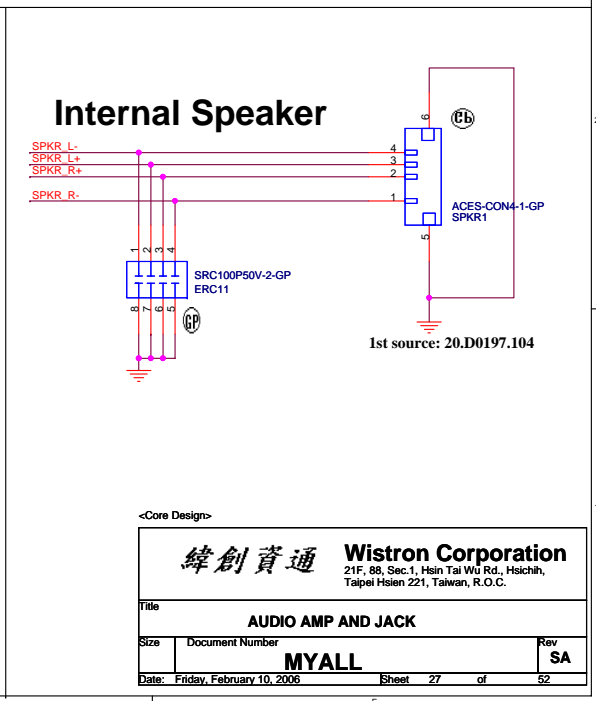 Internal Speaker
SPKR_L-
SPKR_L+
SPKR_R+
SPKR_R-
4
3
2
1
6
5
ACES-CON4-1-GP
SPKR1
1
2
3
4
SRC100P50V-2-GP
ERC11
8
7
6
5
GP
1st source: 20.D0197.104
<Core Design>
緯創資通
Wistron Corporation
21F, 88, Sec.1, Hsin Tai Wu Rd., Hsichih,
Taipei Hsien 221, Taiwan, R.O.C.
Title
AUDIO AMP AND JACK
Size
Document Number
Rev
MYALL
SA
Date: Friday, February 10, 2006
Sheet 27 of 52